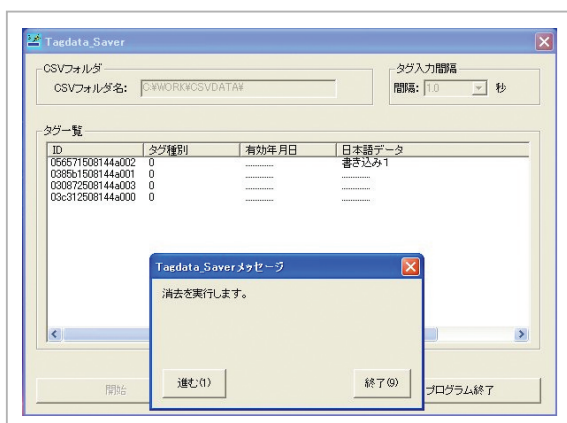 Tagdata_Saver
CSVフォルダ
CSVフォルダ名: C:¥WORK¥CSVDATA¥
タグ入力間隔
間隔: 1.0 秒
タグ一覧
ID タグ種別 有効年月日 日本語データ
056571508144a002 0 ............ 書き込み1
0385b1508144a001 0 ............ ............
030872508144a003 0 ............ ............
03c312508144a000 0 ............ ............
Tagdata_Saverメッセージ
消去を実行します。
進む(1) 終了(9)
開始 プログラム終了